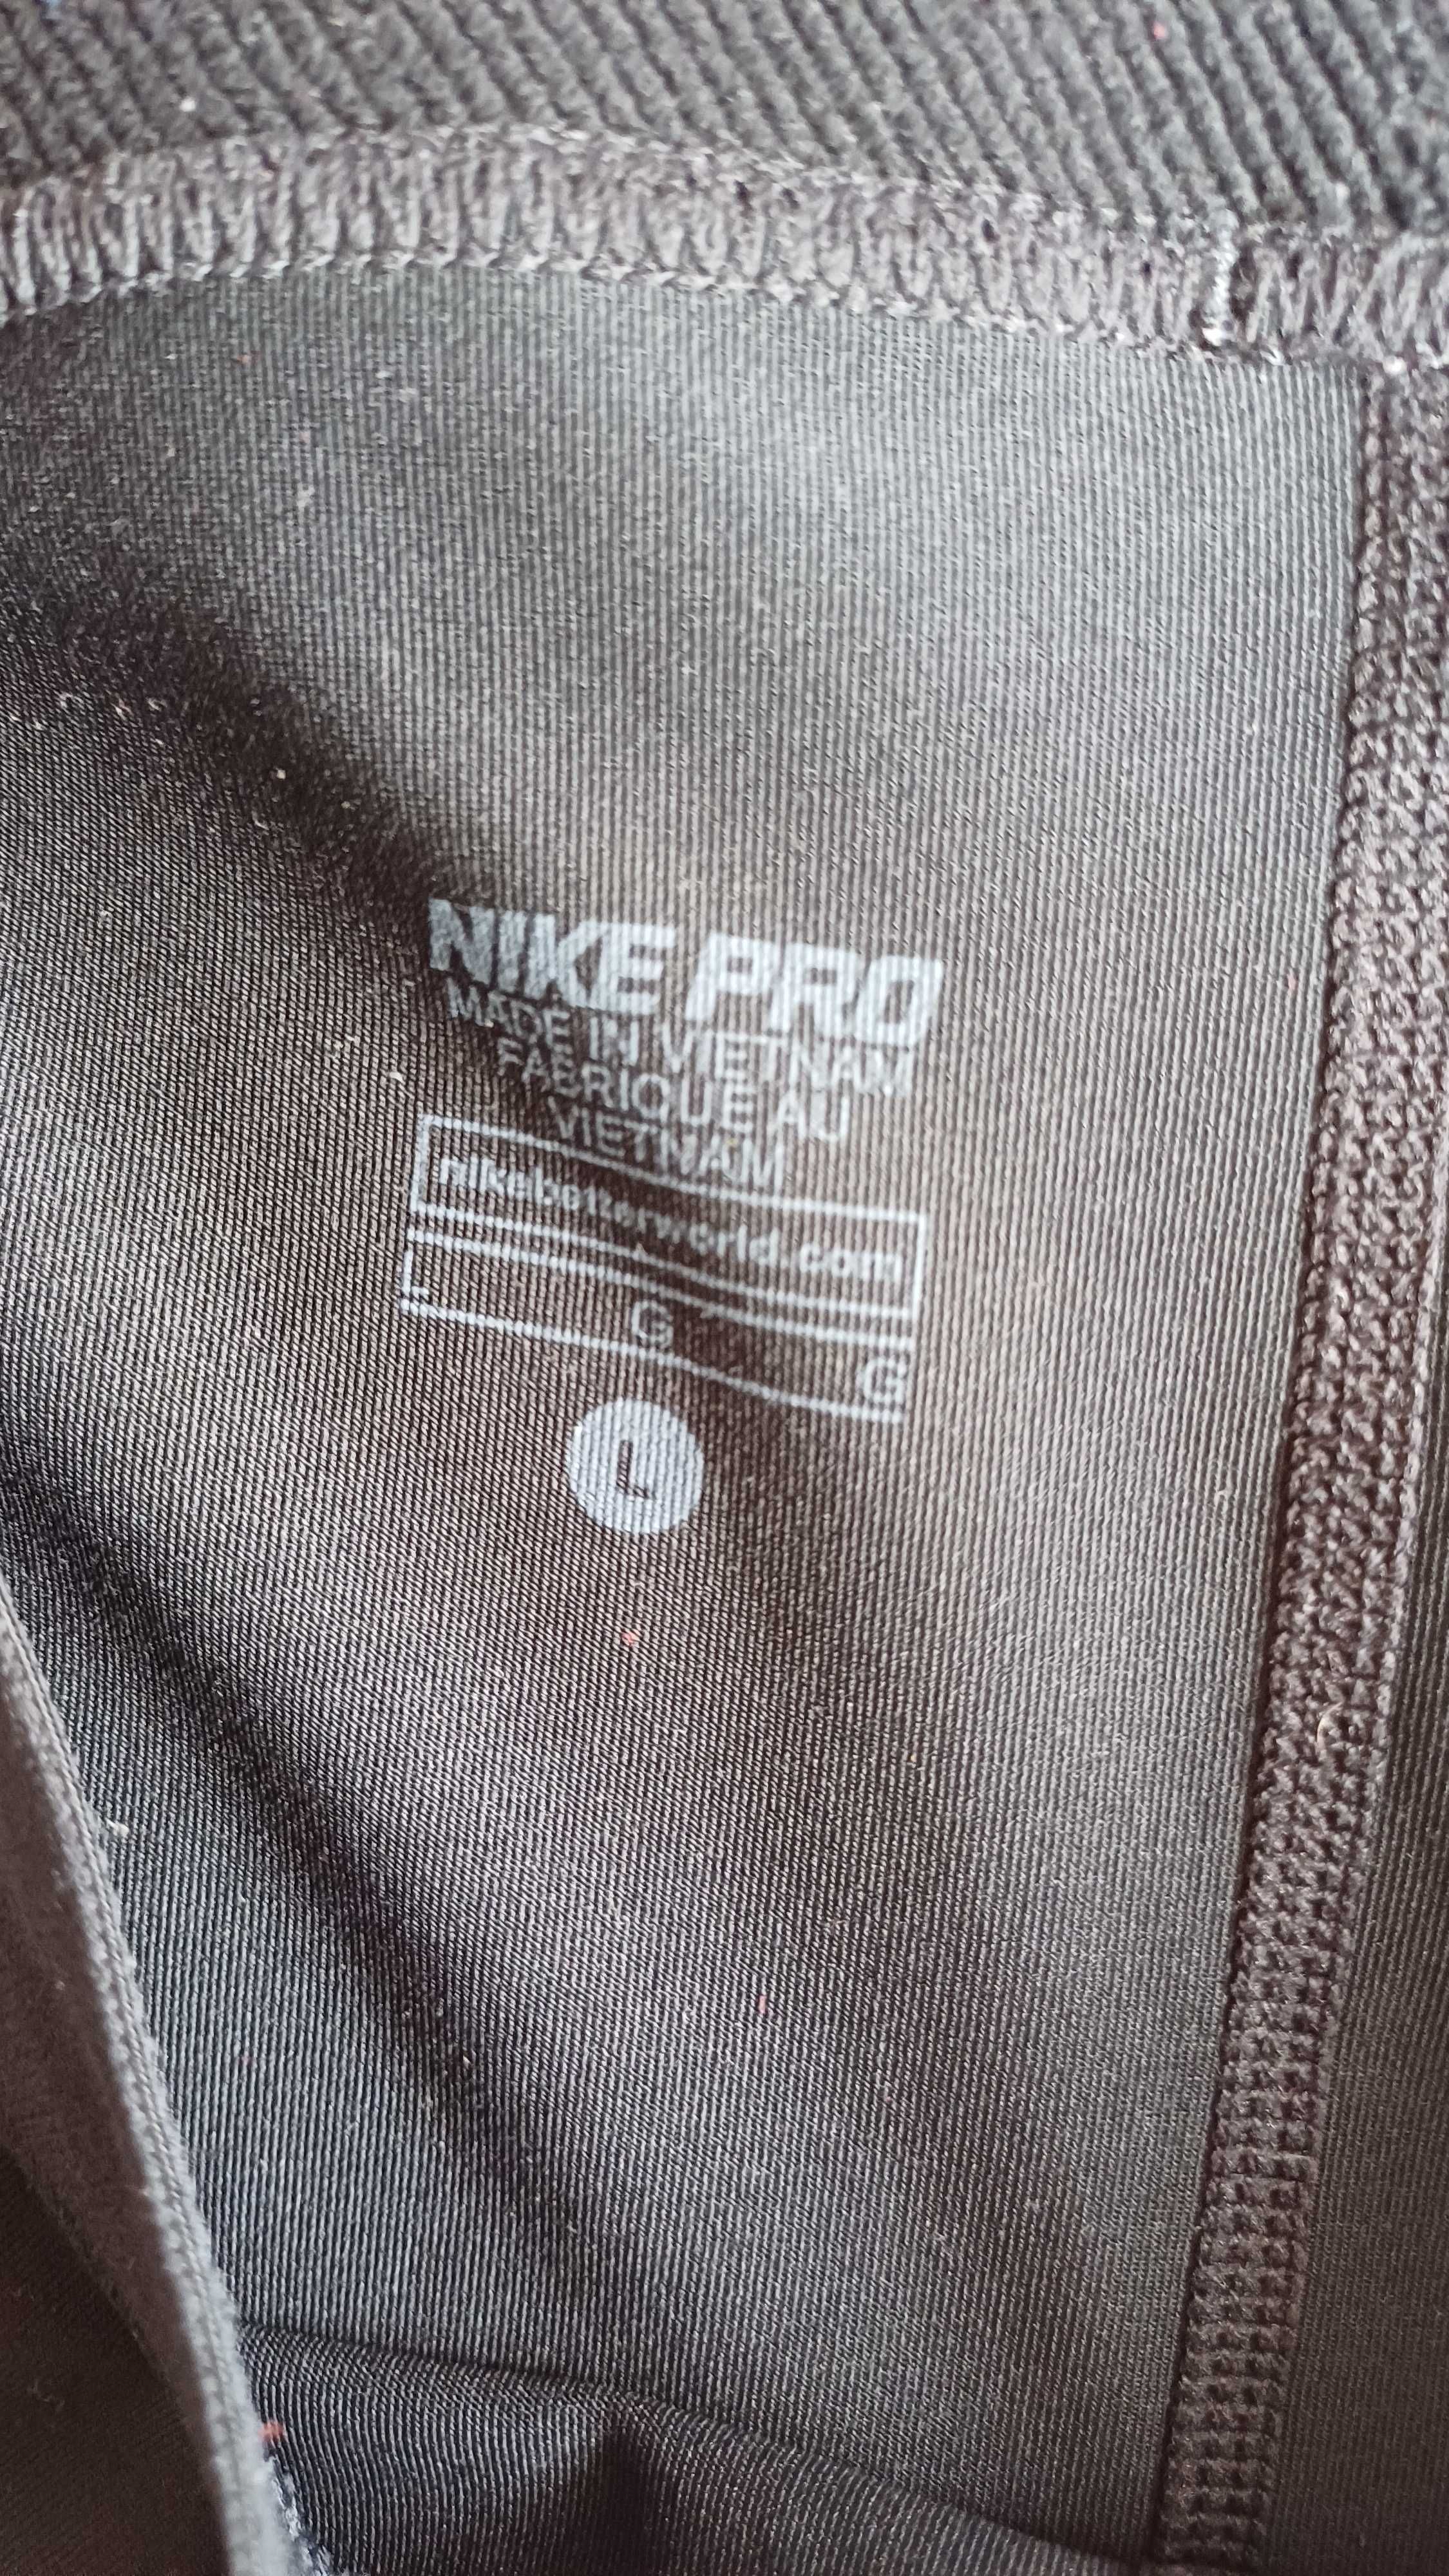 NIKE PRO
MADE IN VIETNAM
FABRIQUE AU
VIETNAM
nikebetterworld.com
L G G
L